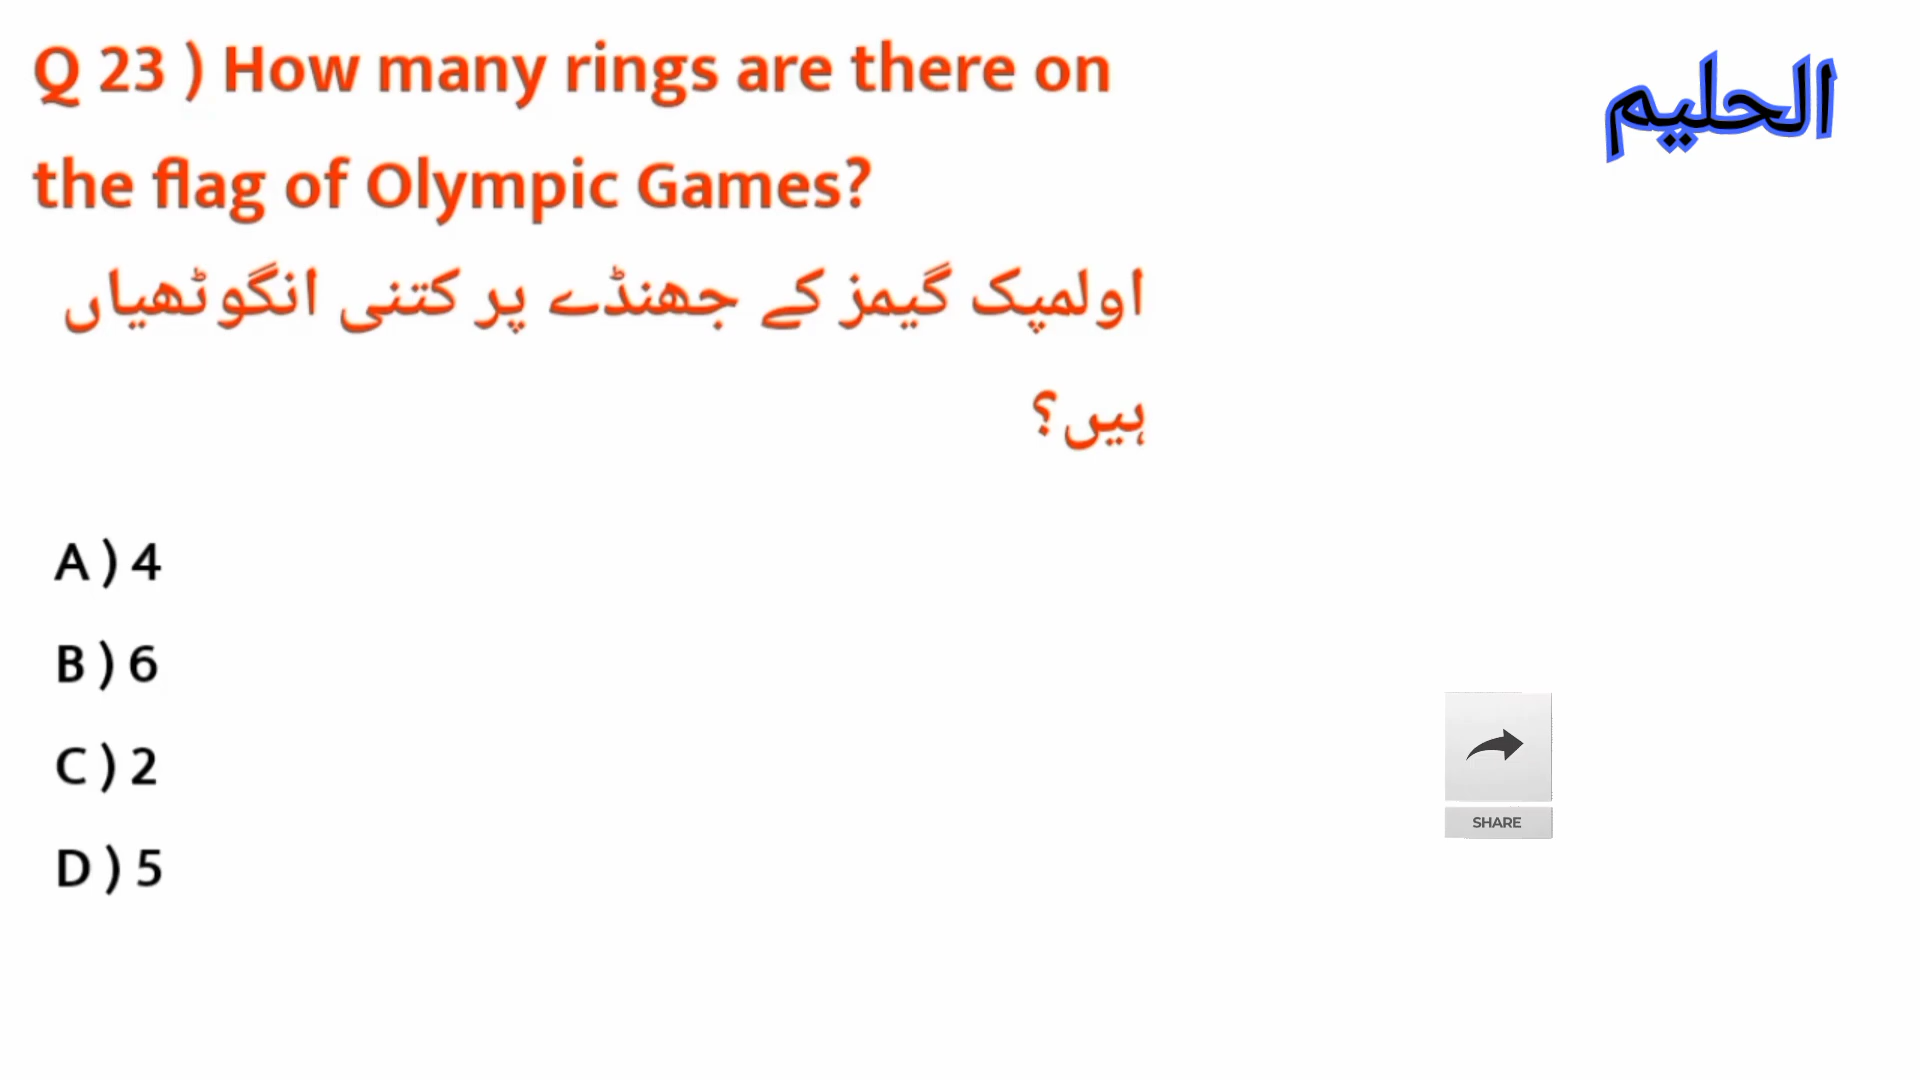 Q 23 ) How many rings are there on
the flag of Olympic Games?
اولمپک گیمز کے جھنڈے پر کتنی انگوٹھیاں
ہیں؟
الحلیم
A ) 4
B ) 6
C ) 2
D ) 5
SHARE